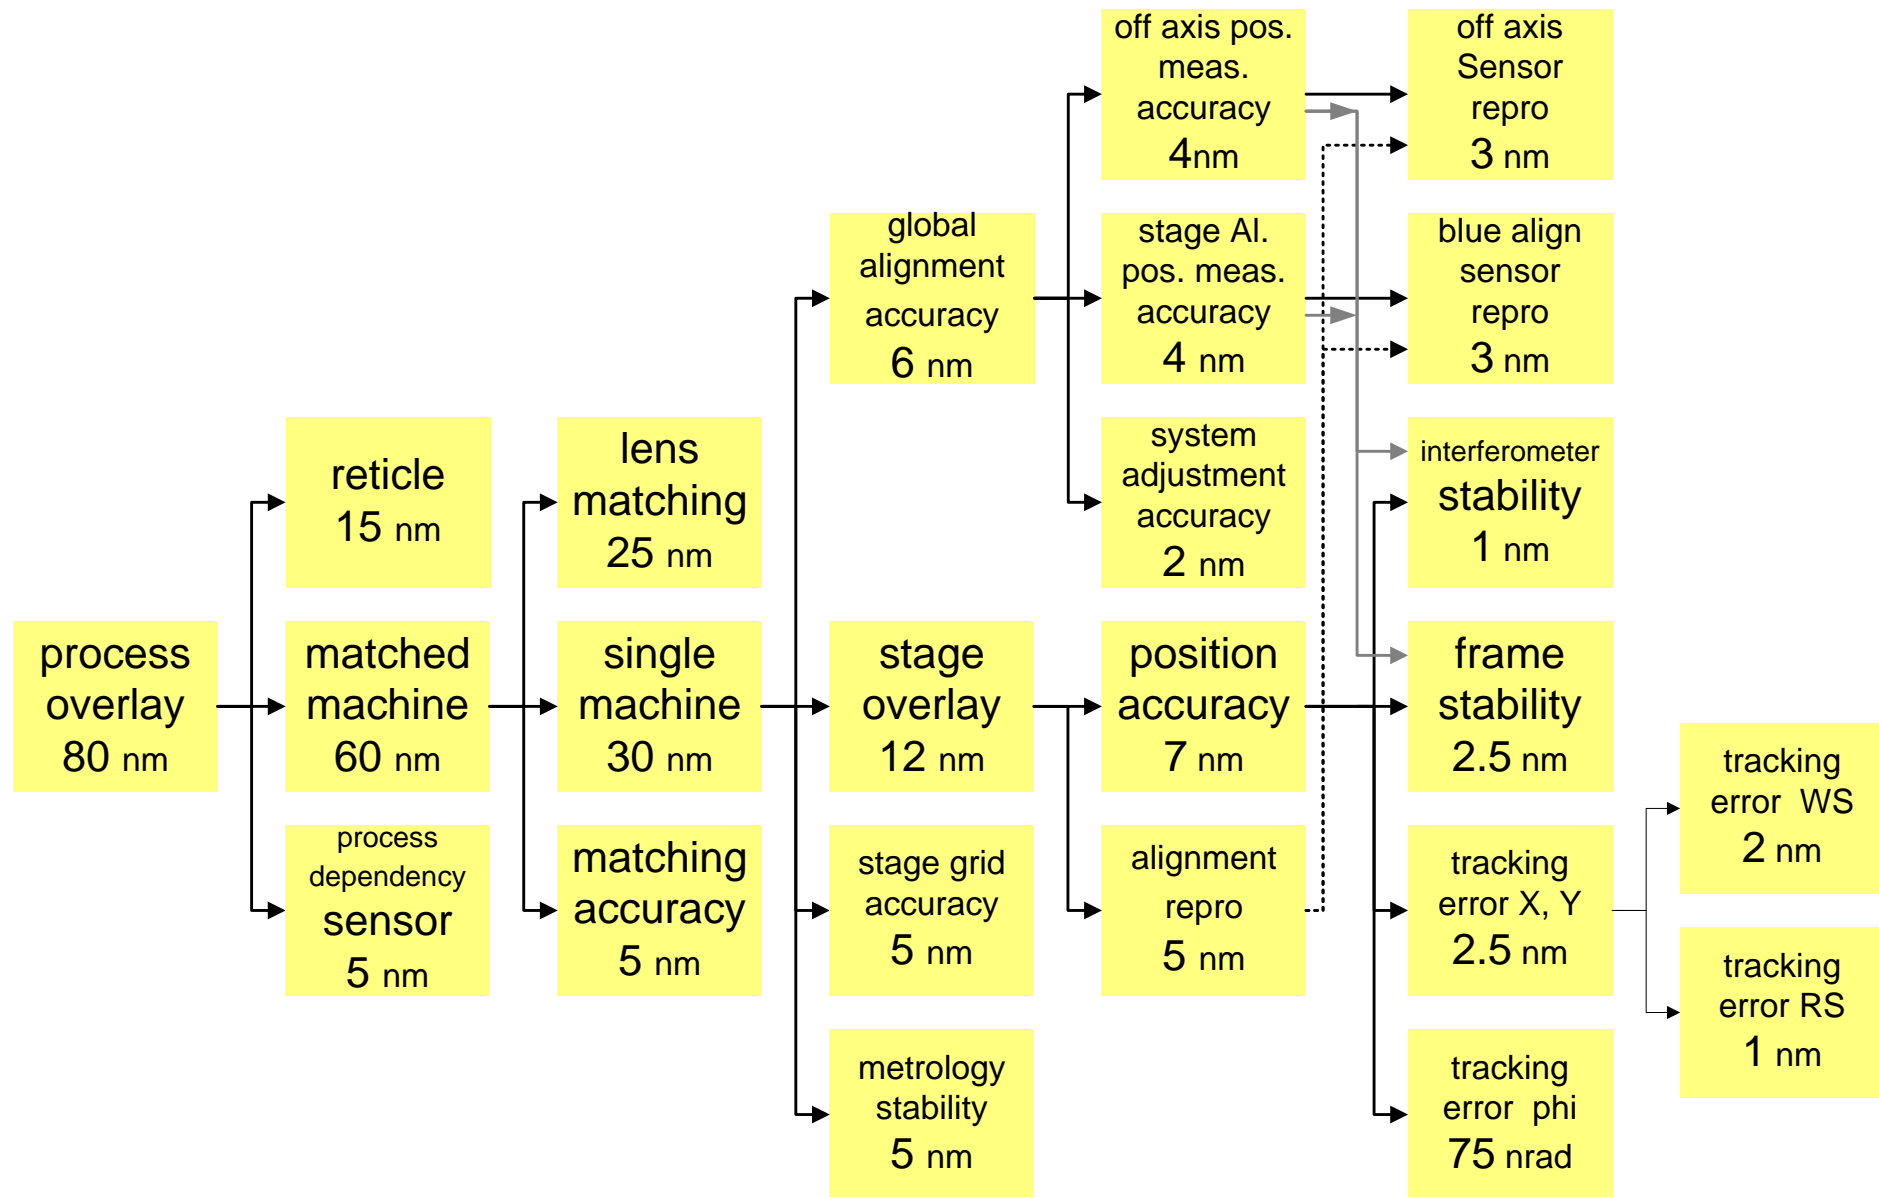 process
overlay
80 nm
reticle
15 nm
matched
machine
60 nm
process
dependency
sensor
5 nm
lens
matching
25 nm
single
machine
30 nm
matching
accuracy
5 nm
global
alignment
accuracy
6 nm
stage
overlay
12 nm
stage grid
accuracy
5 nm
metrology
stability
5 nm
off axis pos.
meas.
accuracy
4nm
stage Al.
pos. meas.
accuracy
4 nm
system
adjustment
accuracy
2 nm
position
accuracy
7 nm
alignment
repro
5 nm
off axis
Sensor
repro
3 nm
blue align
sensor
repro
3 nm
interferometer
stability
1 nm
frame
stability
2.5 nm
tracking
error X, Y
2.5 nm
tracking
error phi
75 nrad
tracking
error WS
2 nm
tracking
error RS
1 nm